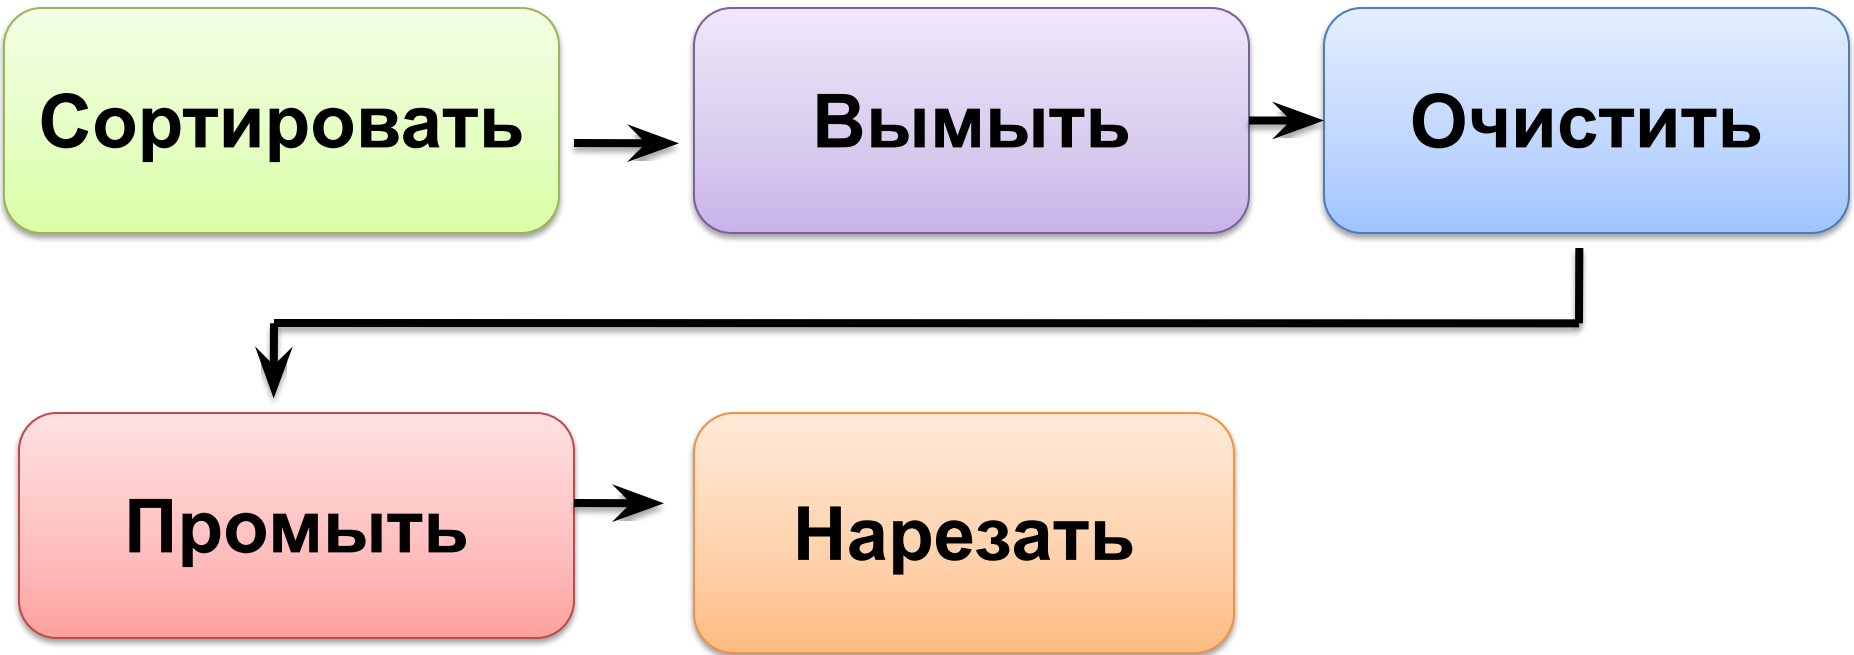 Сортировать
Вымыть
Очистить
Промыть
Нарезать